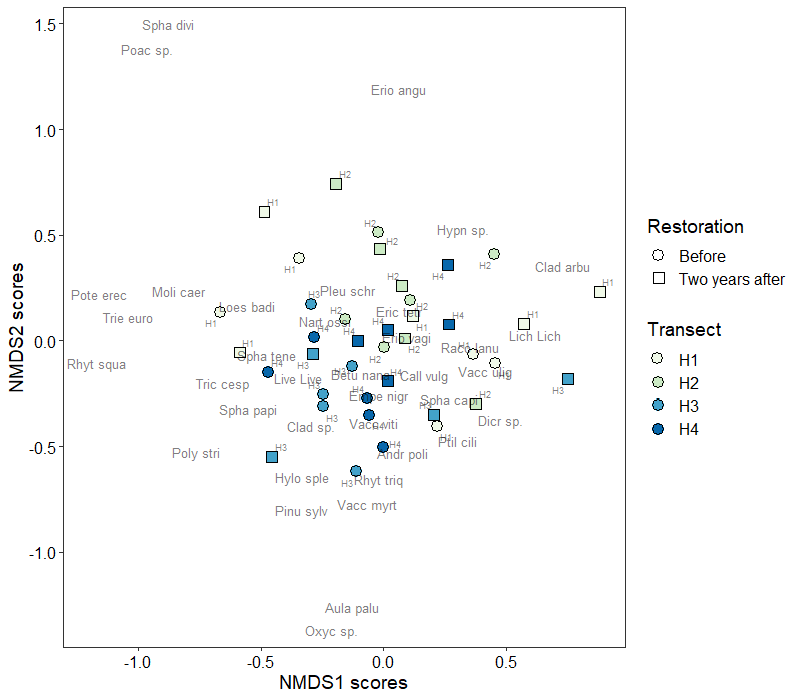 1.5
1.0
0.5
0.0
-0.5
-1.0
NMDS2 scores
Spha divi
Poac sp.
Erio angu
H2
H1
H2
H2
Hypn sp.
H1
H4
H2
Clad arbu
H1
H2
Pote erec
Moli caer
H3
Pleu schr
Loes badi
H2
H2
Eric tetr
Trie euro
H1
Nart ossi
H4
H4
H1
H4
H4
H1
Lich Lich
Rhyt squa
H1
Spha tene
H2
H2
Raco lanu
H1
H4
H3
H3
Betu nana
H4
Call vulg
Vacc ulig
H1
Tric cesp
Live Live
H3
H4
Empe nigr
Spha capi
H2
H3
Spha papi
Clad sp.
H3
Vacc viti
H4
H3
Dicr sp.
Poly stri
H3
H4
Andr poli
Ptil cili
H1
Hylo sple
H3
Rhyt triq
Pinu sylv
Vacc myrt
Aula palu
Oxyc sp.
-1.0
-0.5
0.0
0.5
NMDS1 scores
Restoration
Before
Two years after
Transect
H1
H2
H3
H4